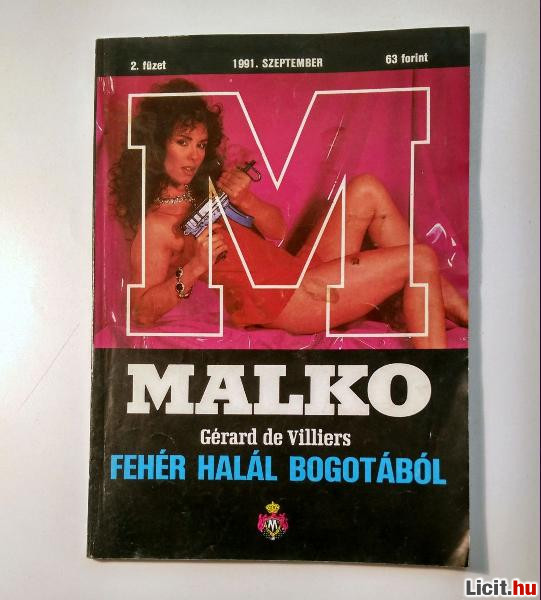 2. füzet 1991. SZEPTEMBER 63 forint
M
MALKO
Gérard de Villiers
FEHÉR HALÁL BOGOTÁBÓL
M
Licit.hu